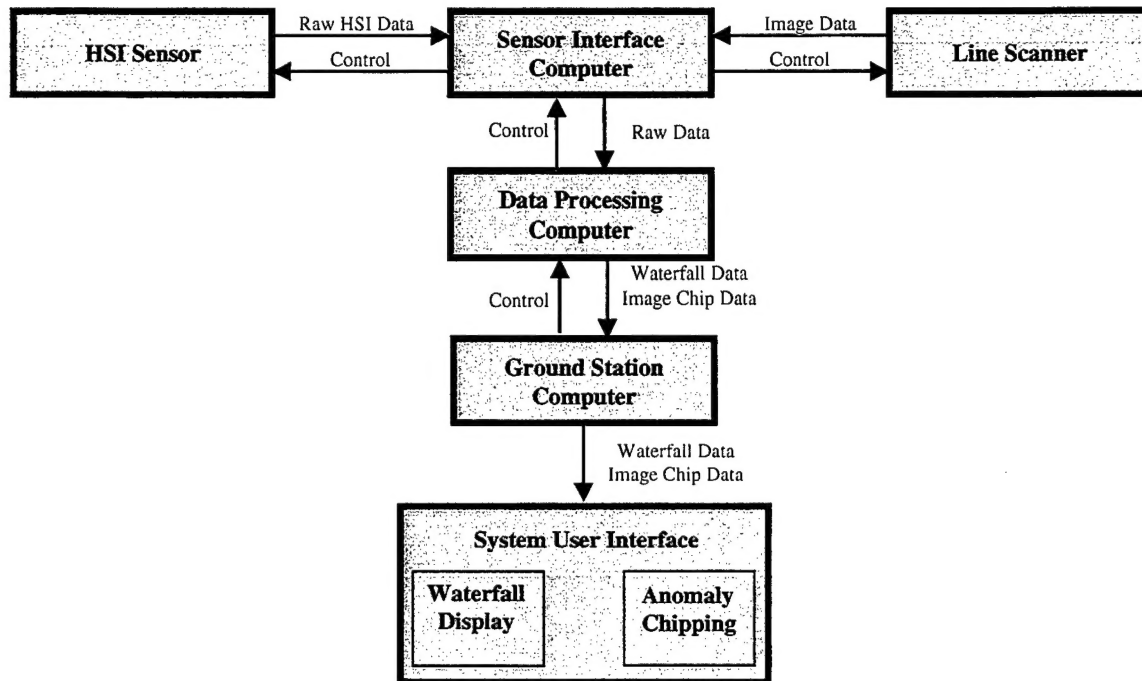 Raw HSI Data
Image Data
HSI Sensor
Sensor Interface
Computer
Line Scanner
Control
Control
Control
Raw Data
Data Processing
Computer
Control
Waterfall Data
Image Chip Data
Ground Station
Computer
Waterfall Data
Image Chip Data
System User Interface
Waterfall
Display
Anomaly
Chipping